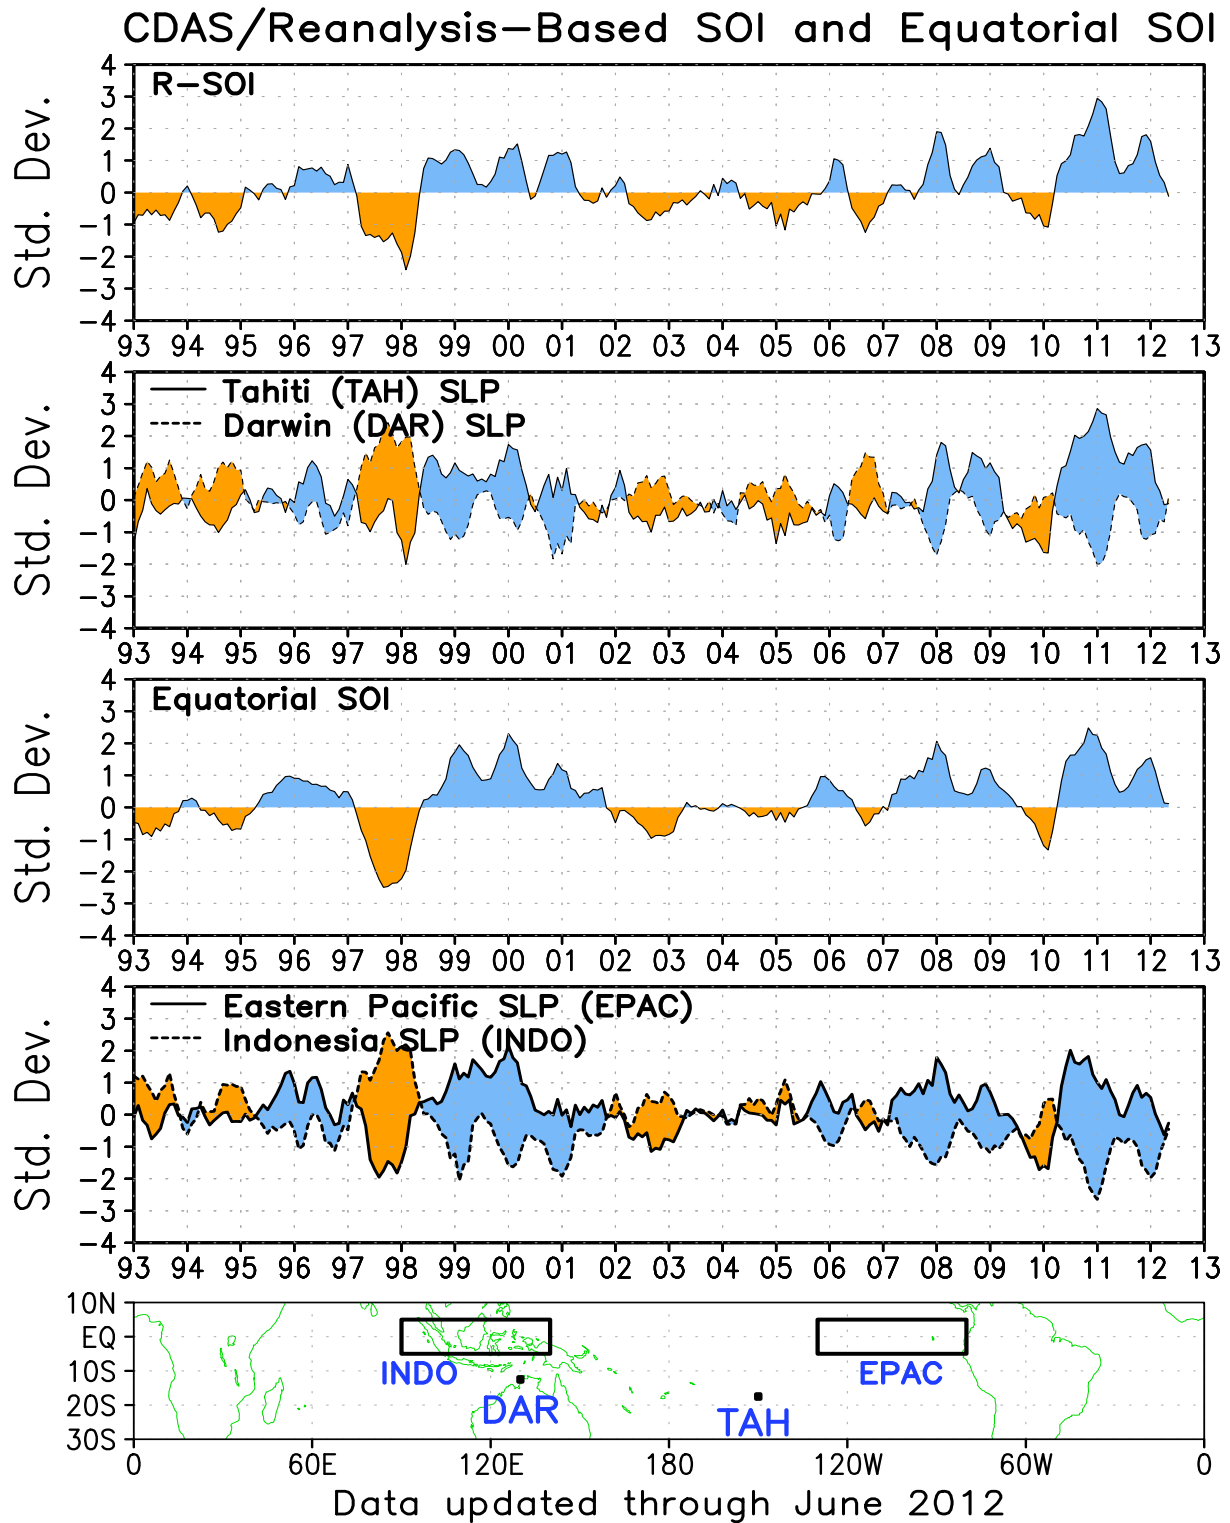 CDAS/Reanalysis-Based SOI and Equatorial SOI
R-SOI
Std. Dev.
4
3
2
1
0
-1
-2
-3
-4
93 94 95 96 97 98 99 00 01 02 03 04 05 06 07 08 09 10 11 12 13
Tahiti (TAH) SLP
Darwin (DAR) SLP
Std. Dev.
4
3
2
1
0
-1
-2
-3
-4
93 94 95 96 97 98 99 00 01 02 03 04 05 06 07 08 09 10 11 12 13
Equatorial SOI
Std. Dev.
4
3
2
1
0
-1
-2
-3
-4
93 94 95 96 97 98 99 00 01 02 03 04 05 06 07 08 09 10 11 12 13
Eastern Pacific SLP (EPAC)
Indonesia SLP (INDO)
Std. Dev.
4
3
2
1
0
-1
-2
-3
-4
93 94 95 96 97 98 99 00 01 02 03 04 05 06 07 08 09 10 11 12 13
10N
EQ
10S
20S
30S
INDO
EPAC
DAR
TAH
0 60E 120E 180 120W 60W 0
Data updated through June 2012